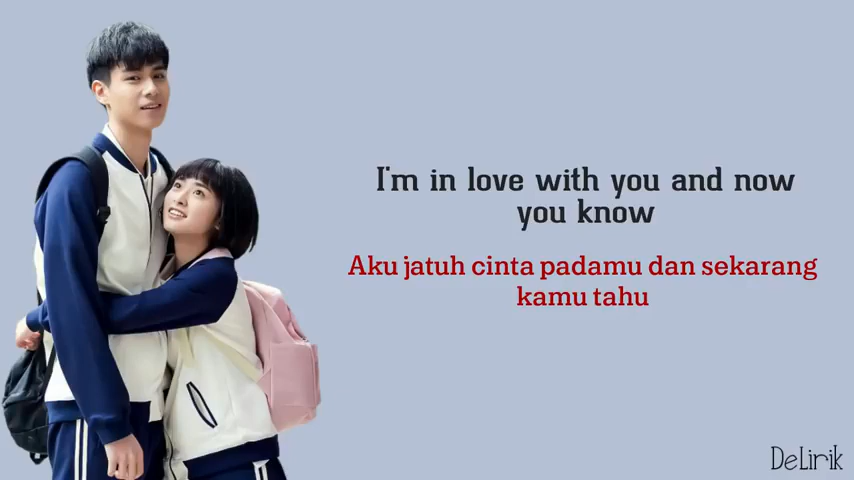 I'm in love with you and now
you know
Aku jatuh cinta padamu dan sekarang
kamu tahu
DeLirik